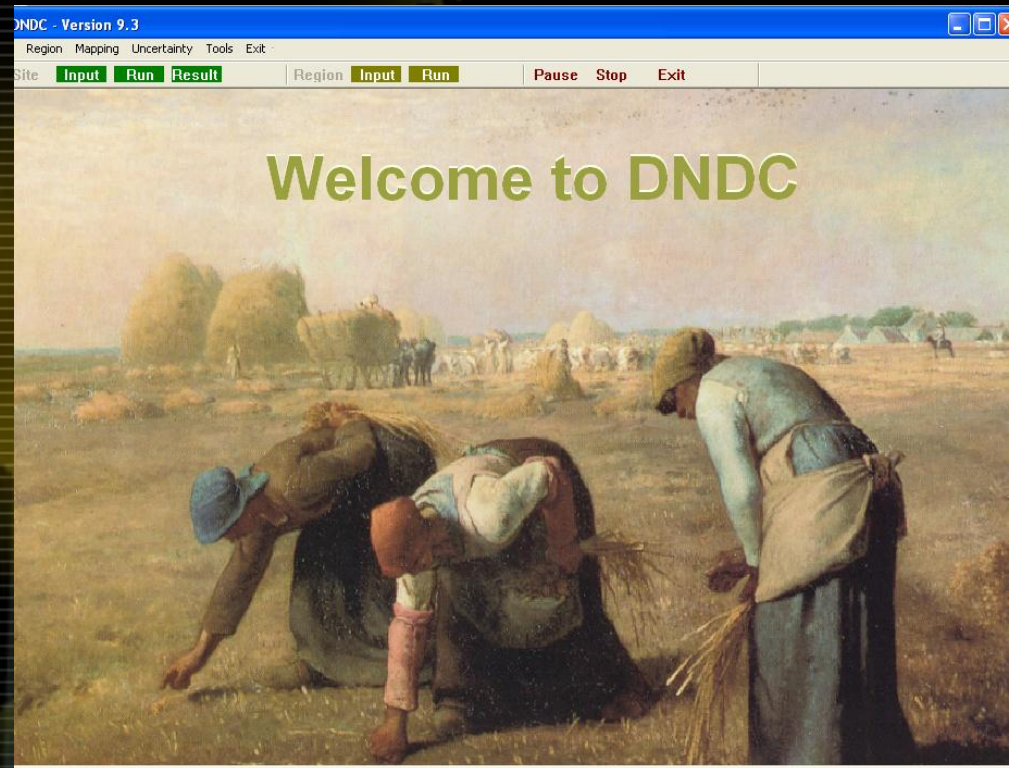 DNDC - Version 9.3
Region Mapping Uncertainty Tools Exit
Site Input Run Result Region Input Run Pause Stop Exit
Welcome to DNDC